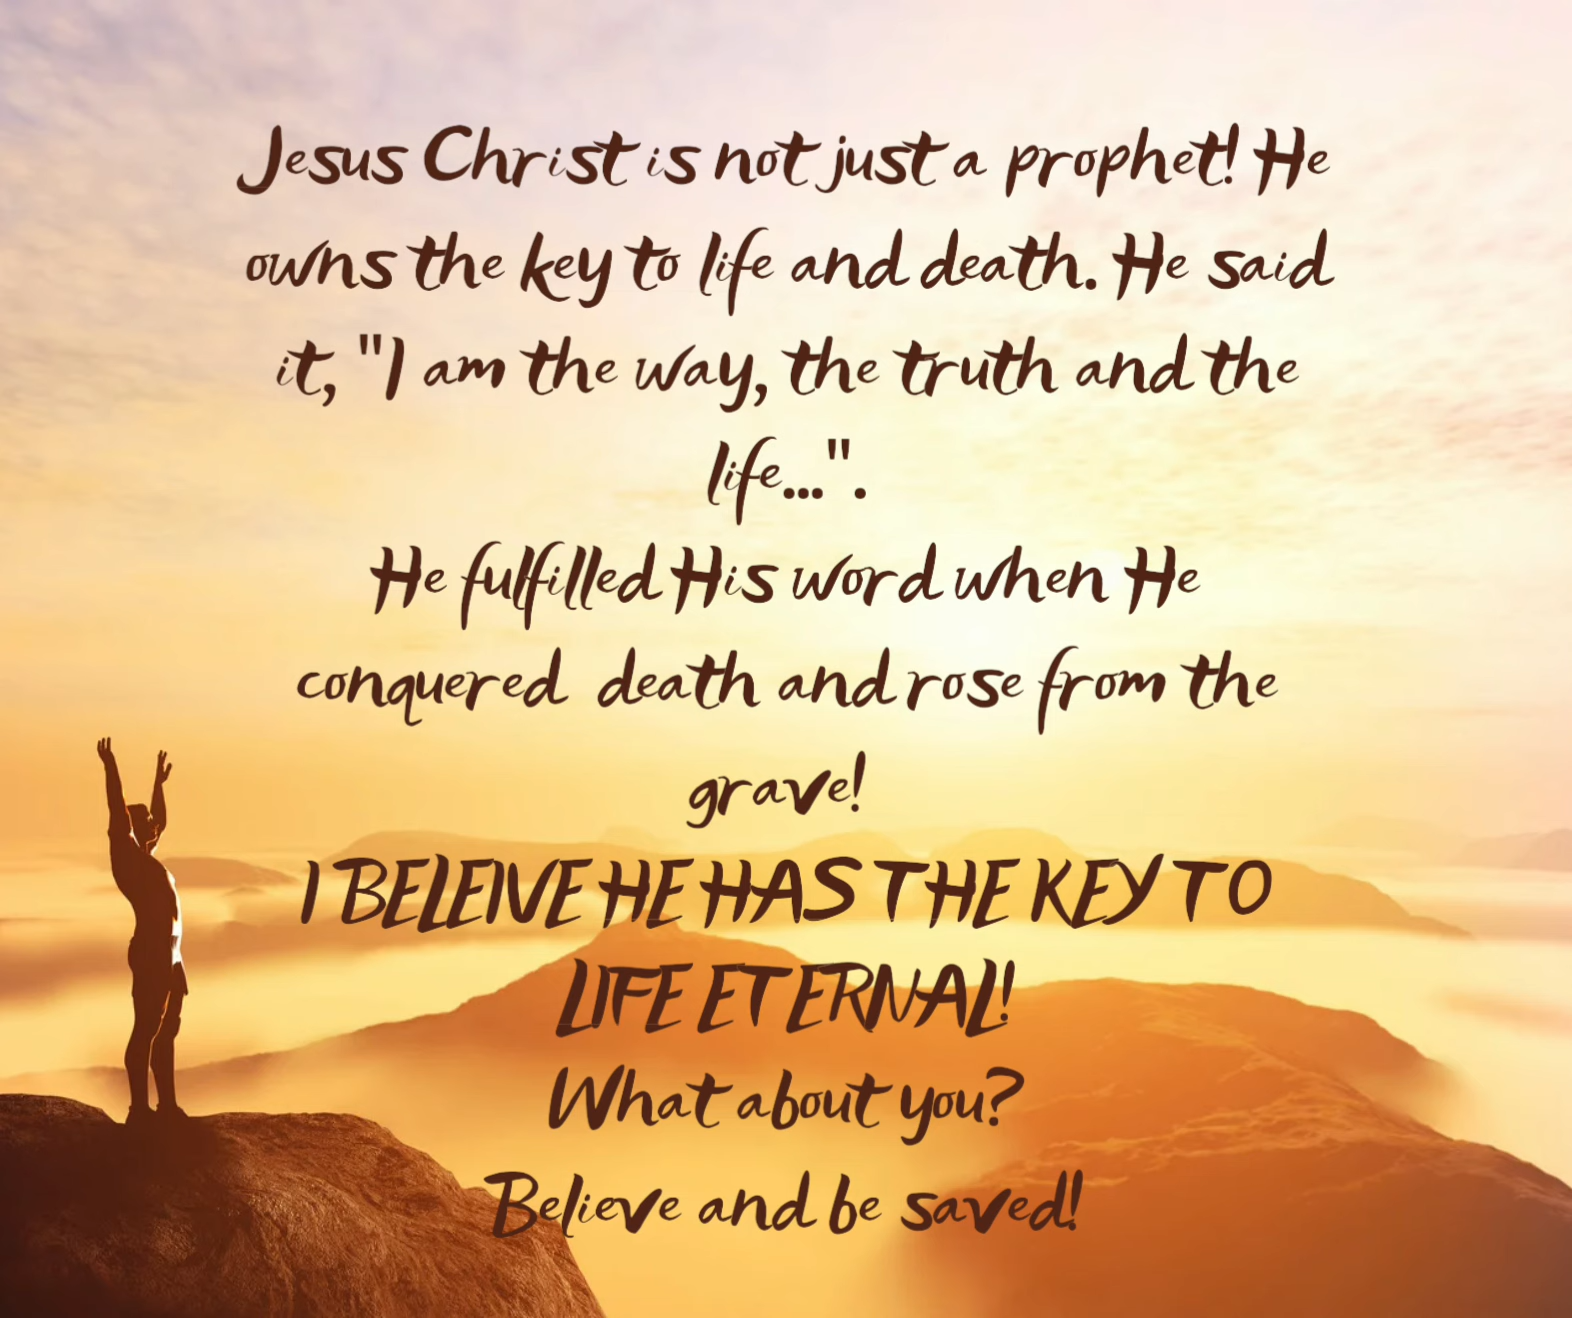 Jesus Christ is not just a prophet! He
owns the key to life and death. He said
it, "I am the way, the truth and the
life...".
He fulfilled His word when He
conquered death and rose from the
grave!
I BELEIVE HE HAS THE KEY TO
LIFE ETERNAL!
What about you?
Believe and be saved!